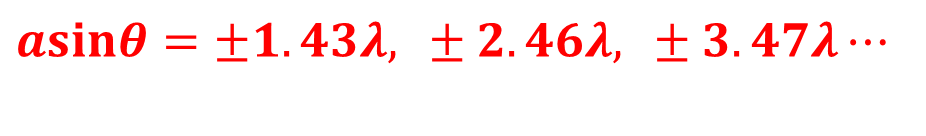 asinθ = ±1.43λ, ±2.46λ, ±3.47λ⋯